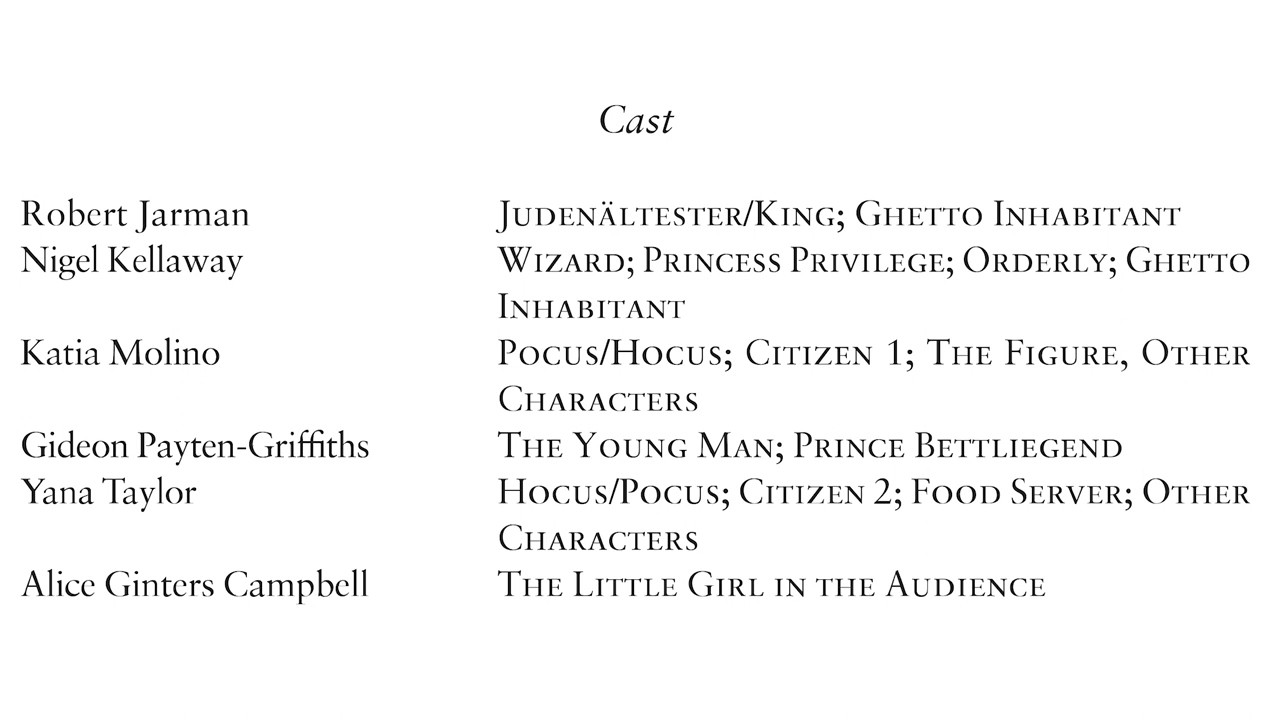 Cast
Robert Jarman Judenältester/King; Ghetto Inhabitant
Nigel Kellaway Wizard; Princess Privilege; Orderly; Ghetto
Inhabitant
Katia Molino Pocus/Hocus; Citizen 1; The Figure, Other
Characters
Gideon Payten-Griffiths The Young Man; Prince Bettliegend
Yana Taylor Hocus/Pocus; Citizen 2; Food Server; Other
Characters
Alice Ginters Campbell The Little Girl in the Audience